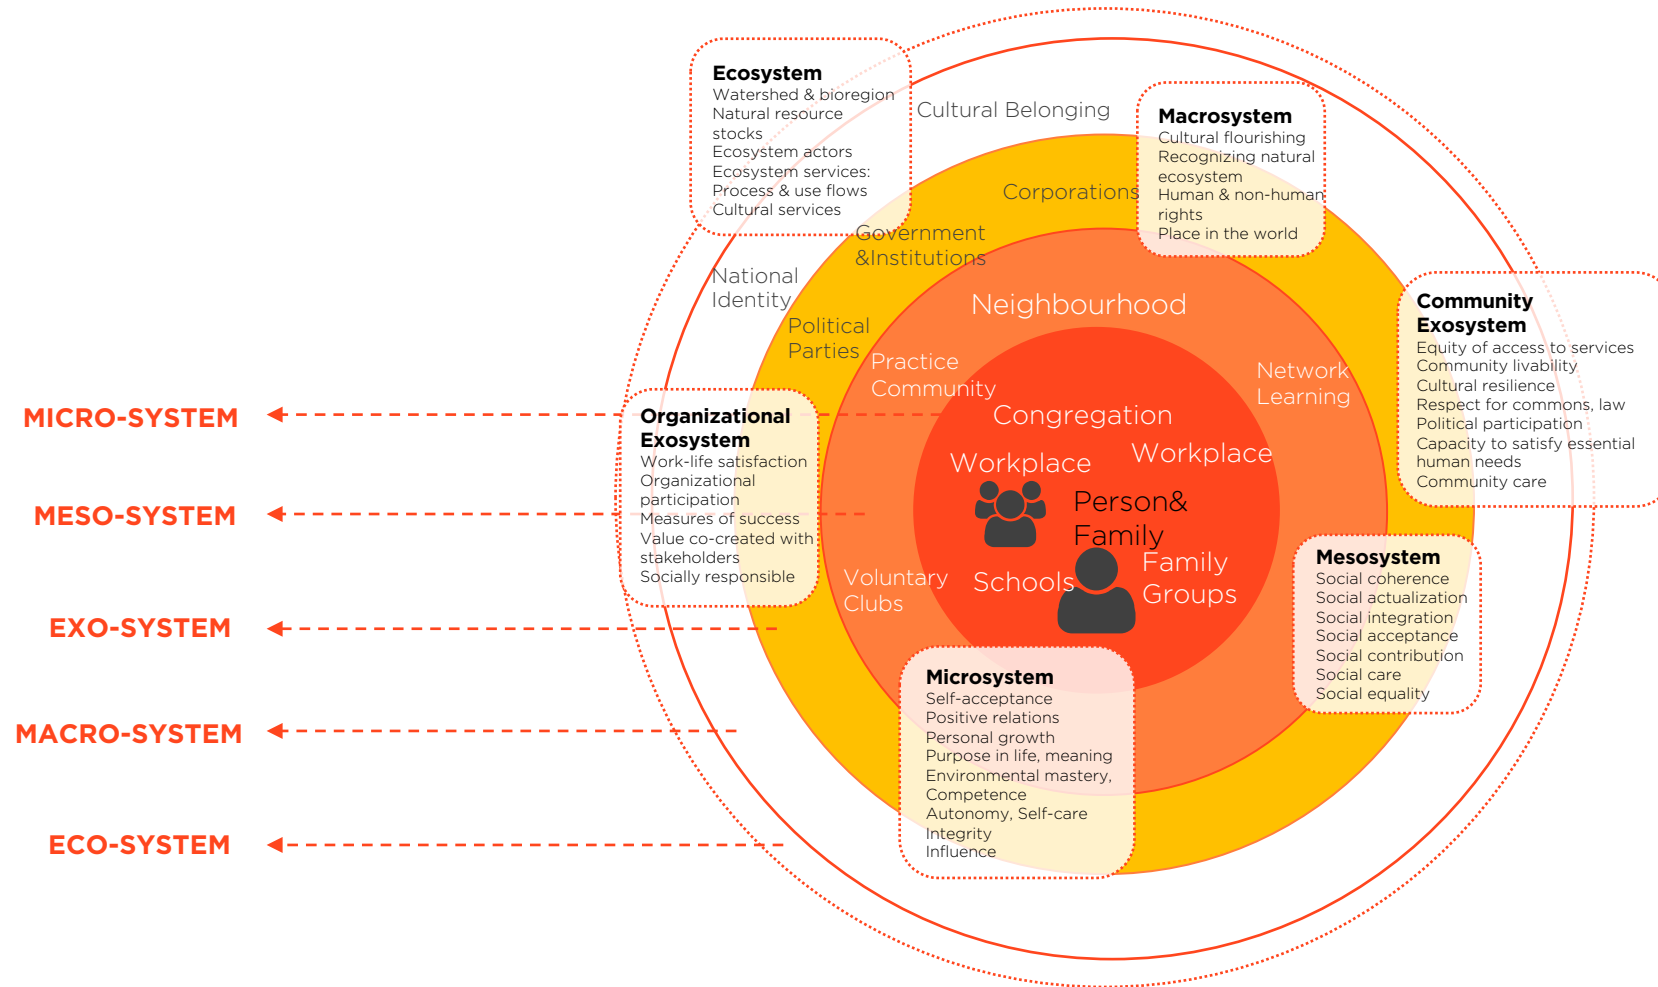 Ecosystem
Watershed & bioregion
Natural resource
stocks
Ecosystem actors
Ecosystem services:
Process & use flows
Cultural services
Cultural Belonging
Macrosystem
Cultural flourishing
Recognizing natural
ecosystem
Human & non-human
rights
Place in the world
Corporations
Government
&Institutions
National
Identity
Political
Parties
Neighbourhood
Practice
Community
Network
Learning
Community
Exosystem
Equity of access to services
Community livability
Cultural resilience
Respect for commons, law
Political participation
Capacity to satisfy essential
human needs
Community care
MICRO-SYSTEM
MESO-SYSTEM
EXO-SYSTEM
MACRO-SYSTEM
ECO-SYSTEM
Organizational
Exosystem
Work-life satisfaction
Organizational
participation
Measures of success
Value co-created with
stakeholders
Socially responsible
Congregation
Workplace
Workplace
Person&
Family
Family
Groups
Schools
Voluntary
Clubs
Mesosystem
Social coherence
Social actualization
Social integration
Social acceptance
Social contribution
Social care
Social equality
Microsystem
Self-acceptance
Positive relations
Personal growth
Purpose in life, meaning
Environmental mastery,
Competence
Autonomy, Self-care
Integrity
Influence